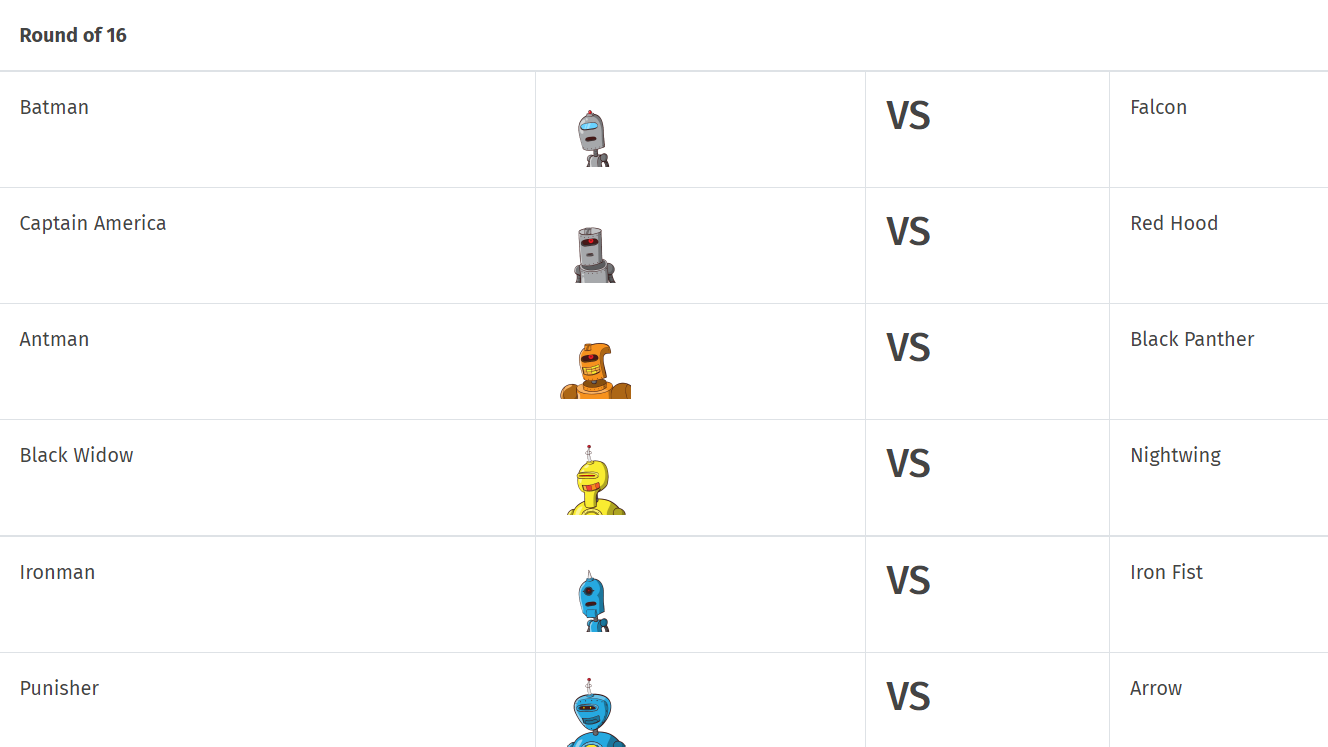 Round of 16
Batman VS Falcon
Captain America VS Red Hood
Antman VS Black Panther
Black Widow VS Nightwing
Ironman VS Iron Fist
Punisher VS Arrow